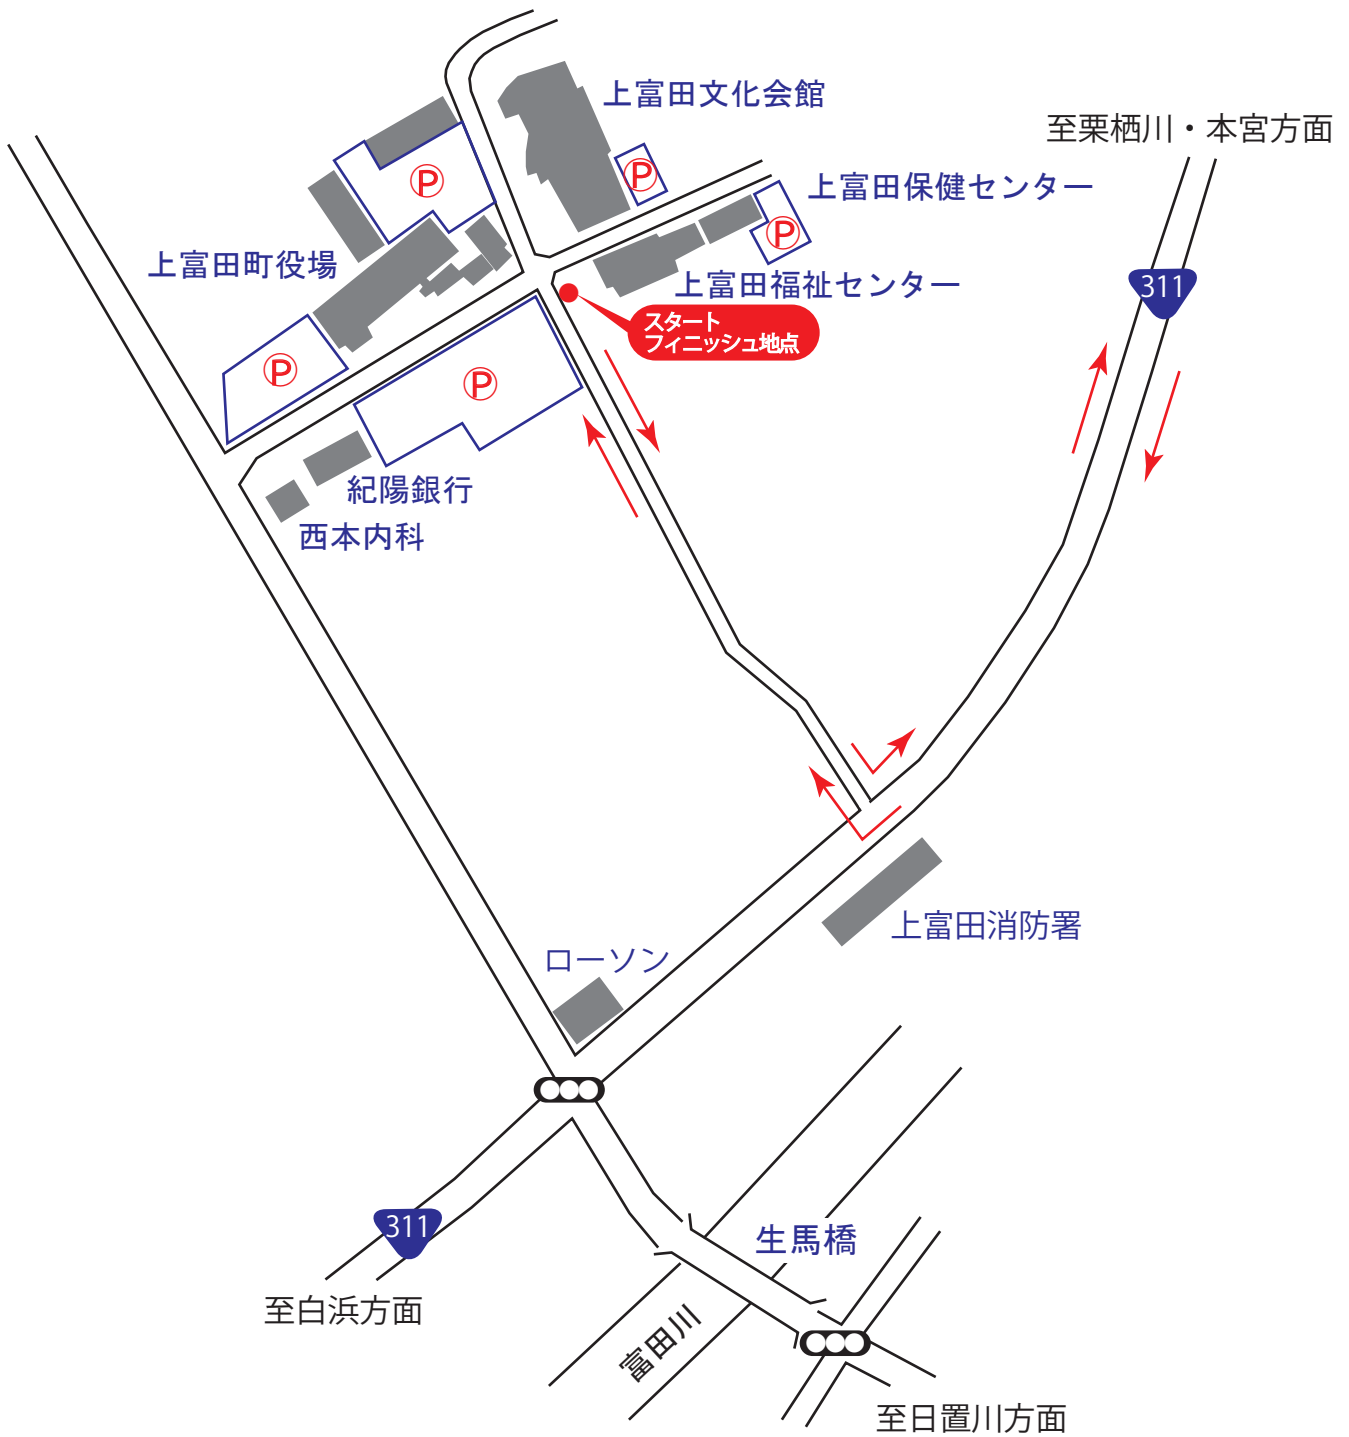 上富田文化会館
至栗栖川・本宮方面
Ⓟ
Ⓟ
上富田保健センター
Ⓟ
上富田町役場
上富田福祉センター
311
スタート
フィニッシュ地点
Ⓟ
Ⓟ
紀陽銀行
西本内科
上富田消防署
ローソン
311
生馬橋
至白浜方面
富田川
至日置川方面